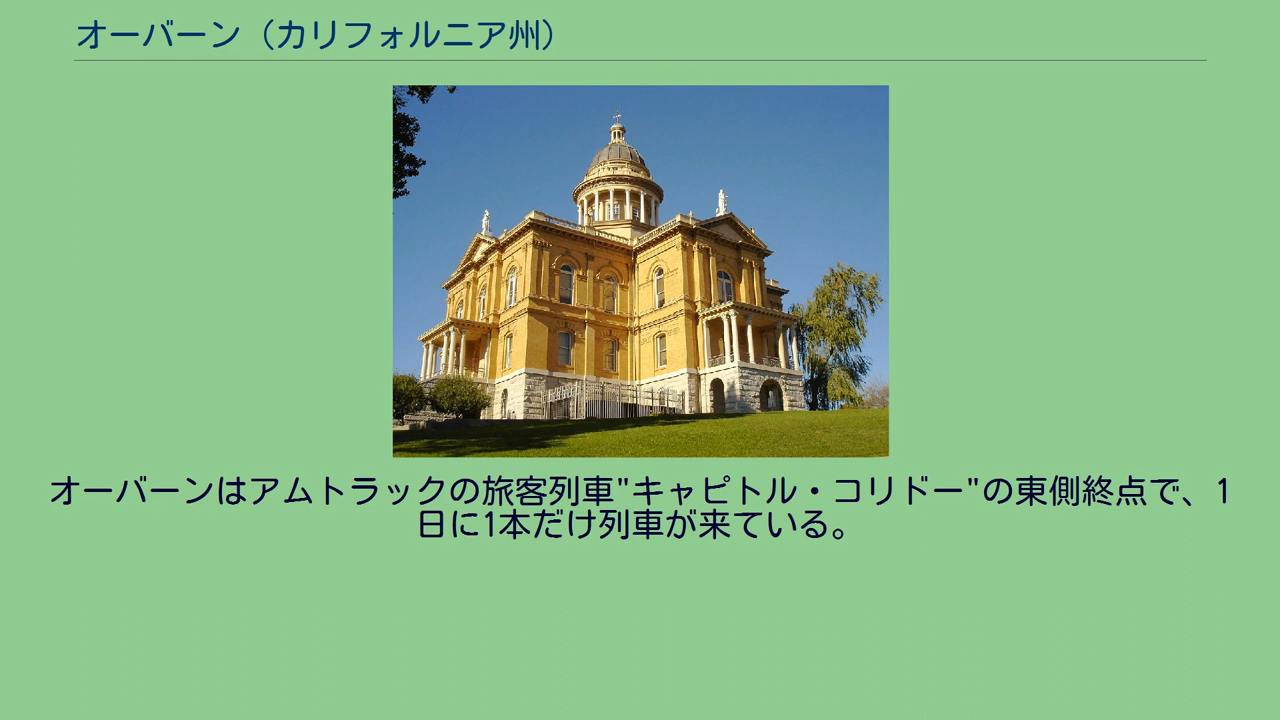 オーバーン（カリフォルニア州）
オーバーンはアムトラックの旅客列車"キャピトル・コリドー"の東側終点で、1
日に1本だけ列車が来ている。